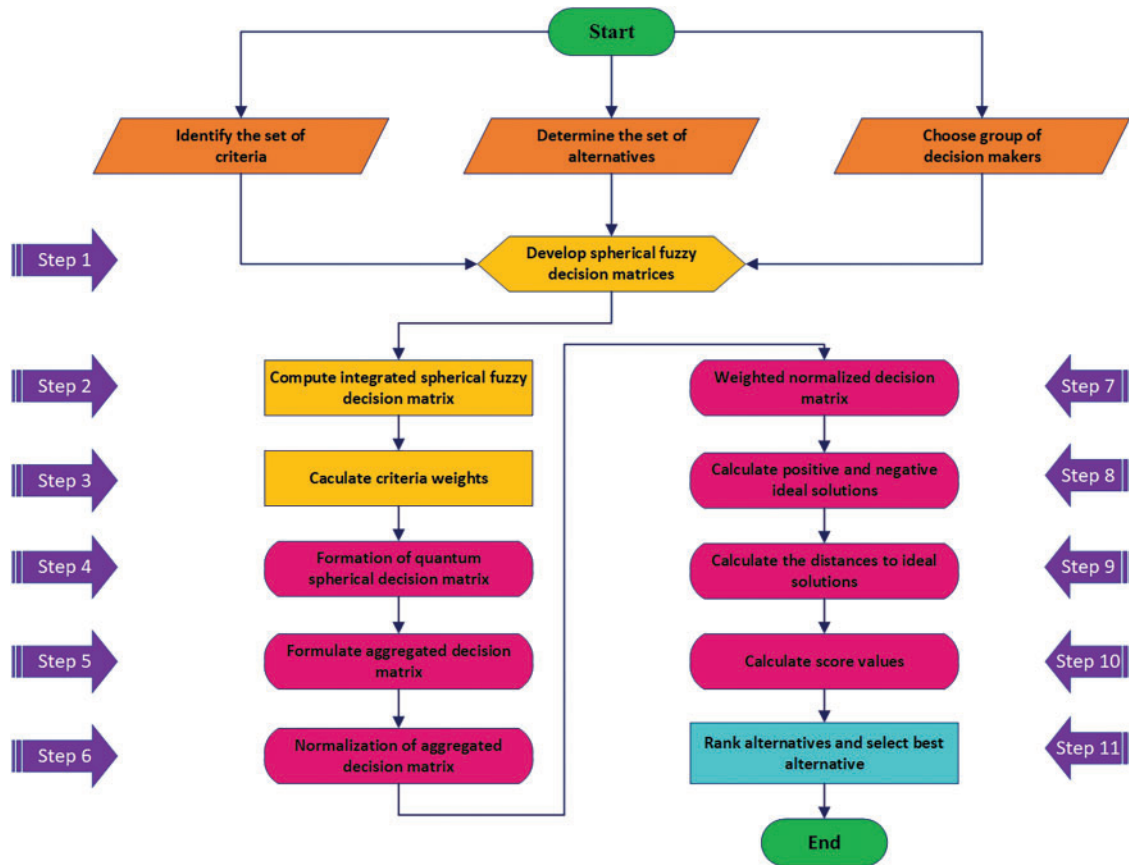 Start
Identify the set of
criteria
Determine the set of
alternatives
Choose group of
decision makers
Step 1
Develop spherical fuzzy
decision matrices
Step 2
Compute integrated spherical fuzzy
decision matrix
Weighted normalized decision
matrix
Step 7
Step 3
Caculate criteria weights
Calculate positive and negative
ideal solutions
Step 8
Step 4
Formation of quantum
spherical decision matrix
Calculate the distances to ideal
solutions
Step 9
Step 5
Formulate aggregated decision
matrix
Calculate score values
Step 10
Step 6
Normalization of aggregated
decision matrix
Rank alternatives and select best
alternative
Step 11
End